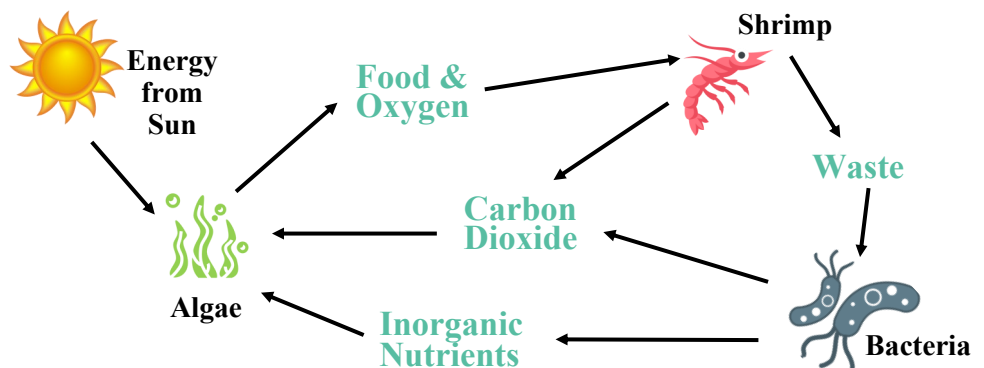 Shrimp
Energy
from
Sun
Food &
Oxygen
Waste
Carbon
Dioxide
Algae
Inorganic
Nutrients
Bacteria